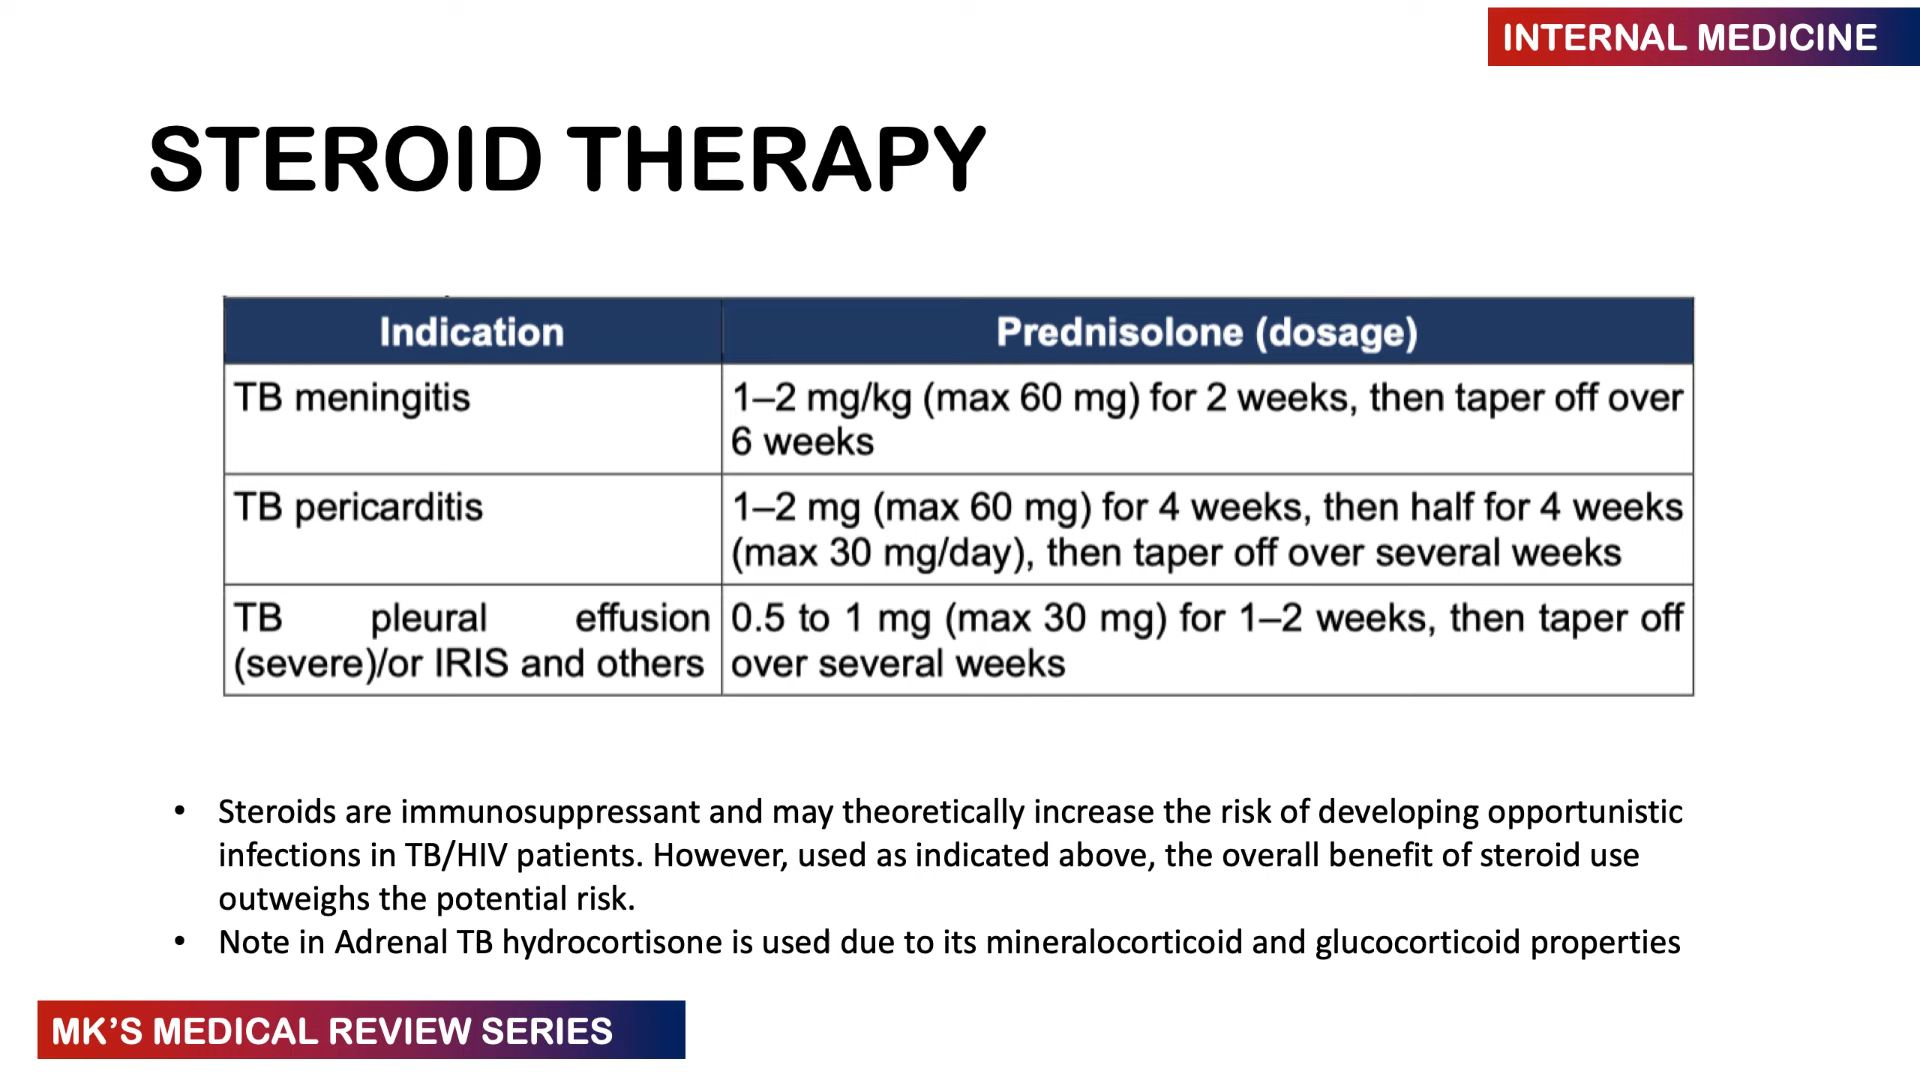 INTERNAL MEDICINE
STEROID THERAPY
Indication
Prednisolone (dosage)
TB meningitis
1–2 mg/kg (max 60 mg) for 2 weeks, then taper off over
6 weeks
TB pericarditis
1–2 mg (max 60 mg) for 4 weeks, then half for 4 weeks
(max 30 mg/day), then taper off over several weeks
TB pleural effusion
(severe)/or IRIS and others
0.5 to 1 mg (max 30 mg) for 1–2 weeks, then taper off
over several weeks
• Steroids are immunosuppressant and may theoretically increase the risk of developing opportunistic
infections in TB/HIV patients. However, used as indicated above, the overall benefit of steroid use
outweighs the potential risk.
• Note in Adrenal TB hydrocortisone is used due to its mineralocorticoid and glucocorticoid properties
MK’S MEDICAL REVIEW SERIES